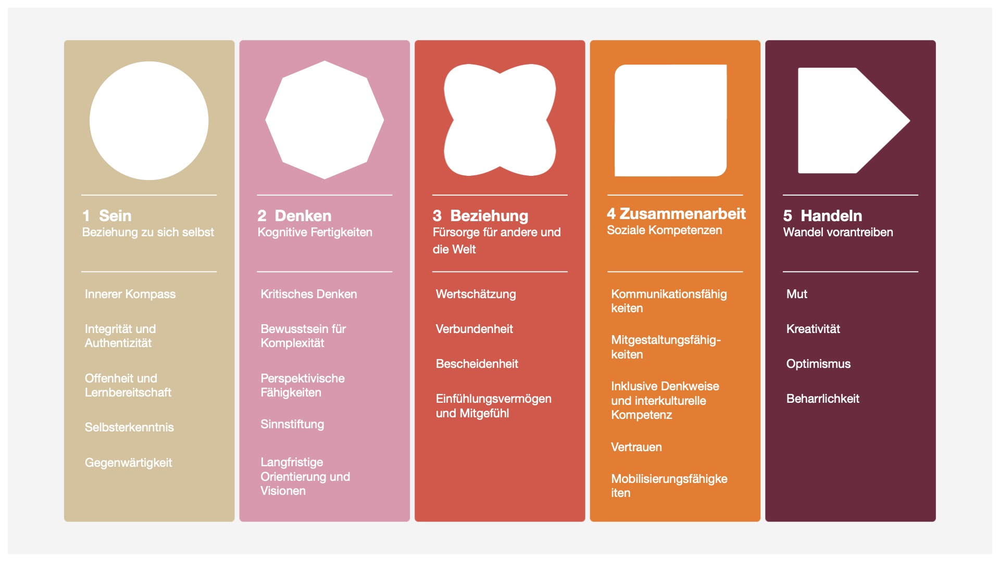 1 Sein
Beziehung zu sich selbst
Innerer Kompass
Integrität und
Authentizität
Offenheit und
Lernbereitschaft
Selbsterkenntnis
Gegenwärtigkeit
2 Denken
Kognitive Fertigkeiten
Kritisches Denken
Bewusstsein für
Komplexität
Perspektivische
Fähigkeiten
Sinnstiftung
Langfristige
Orientierung und
Visionen
3 Beziehung
Fürsorge für andere und
die Welt
Wertschätzung
Verbundenheit
Bescheidenheit
Einfühlungsvermögen
und Mitgefühl
4 Zusammenarbeit
Soziale Kompetenzen
Kommunikationsfähig
keiten
Mitgestaltungsfähig-
keiten
Inklusive Denkweise
und interkulturelle
Kompetenz
Vertrauen
Mobilisierungsfähigke
iten
5 Handeln
Wandel vorantreiben
Mut
Kreativität
Optimismus
Beharrlichkeit